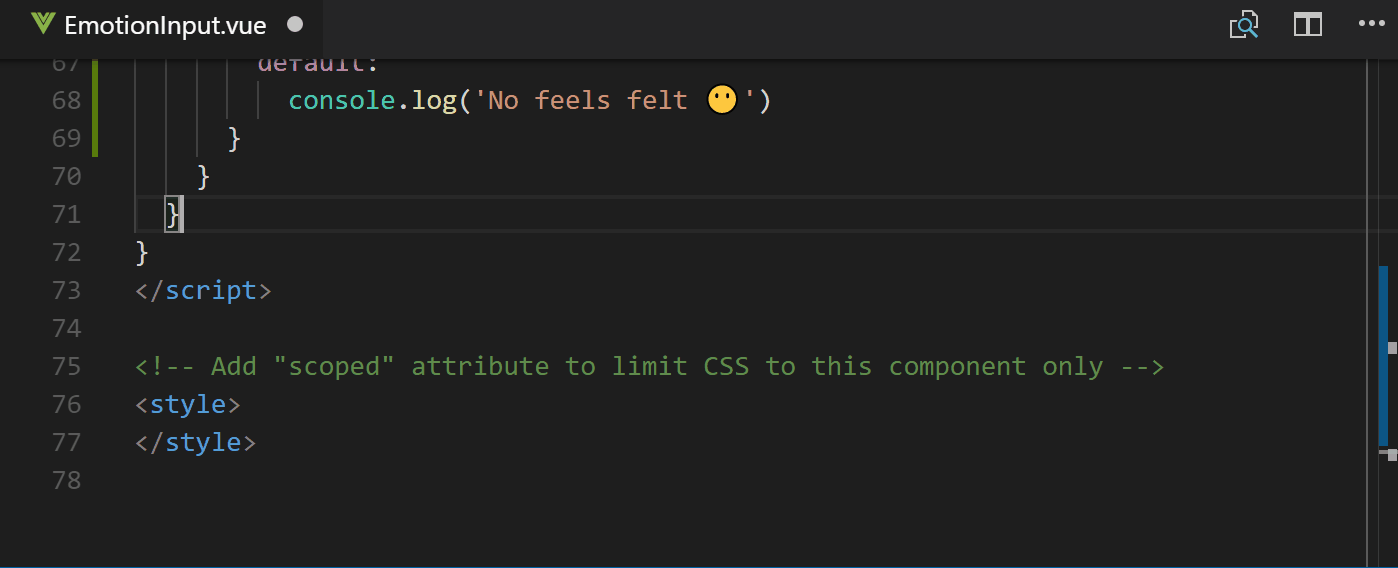 EmotionInput.vue
67 default:
68 console.log('No feels felt 😶')
69 }
70 }
71 }
72 }
73 </script>
74
75 <!-- Add "scoped" attribute to limit CSS to this component only -->
76 <style>
77 </style>
78